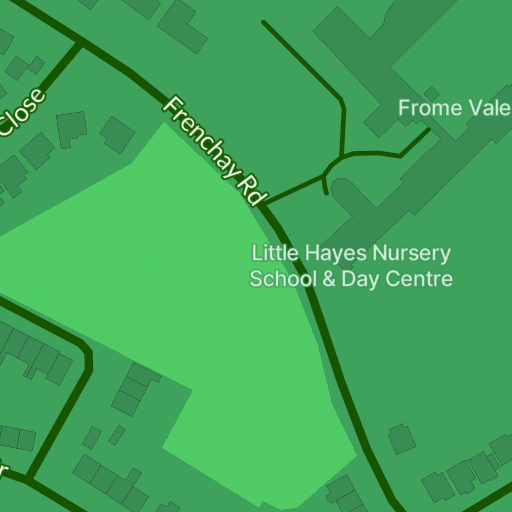 Close
Frenchay Rd
Frome Vale
Little Hayes Nursery
School & Day Centre